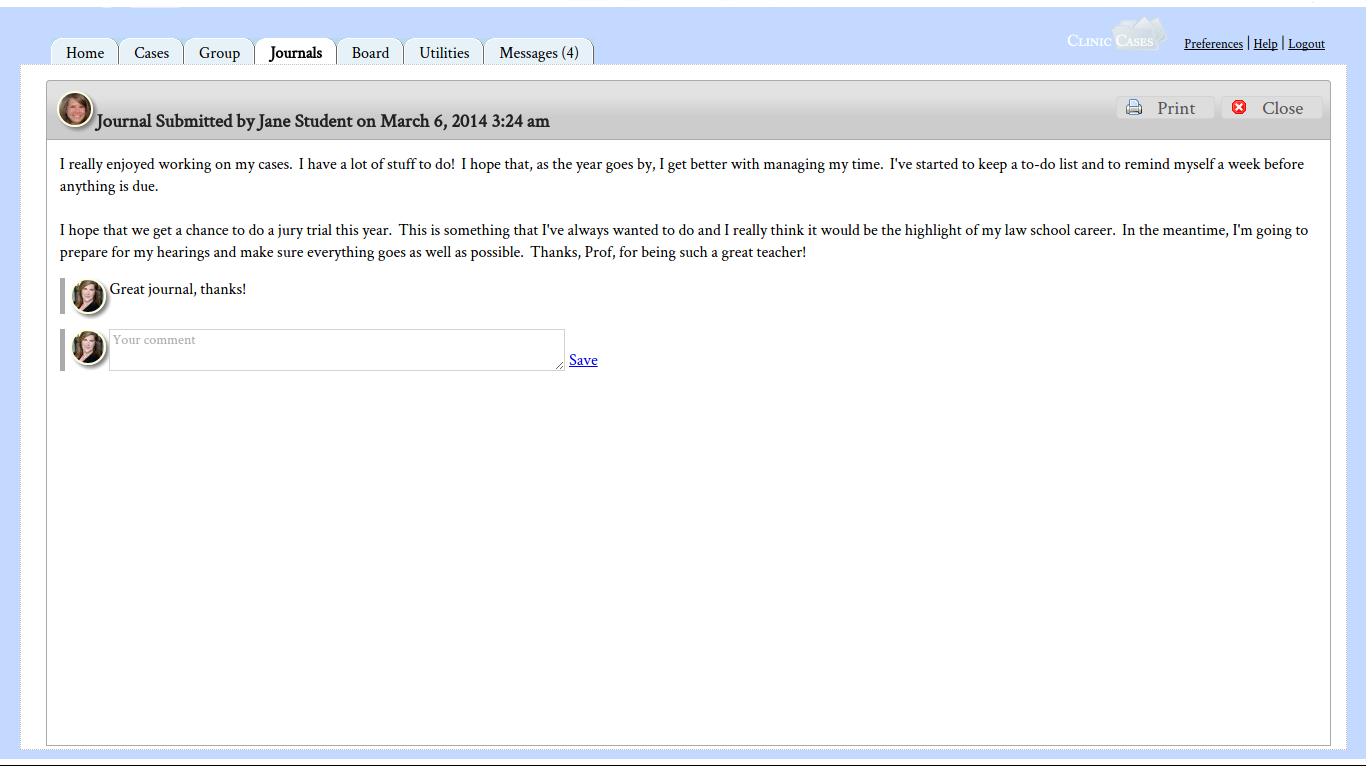 Home Cases Group Journals Board Utilities Messages (4) CLINIC CASES Preferences | Help | Logout
Journal Submitted by Jane Student on March 6, 2014 3:24 am Print Close
I really enjoyed working on my cases. I have a lot of stuff to do! I hope that, as the year goes by, I get better with managing my time. I've started to keep a to-do list and to remind myself a week before
anything is due.
I hope that we get a chance to do a jury trial this year. This is something that I've always wanted to do and I really think it would be the highlight of my law school career. In the meantime, I'm going to
prepare for my hearings and make sure everything goes as well as possible. Thanks, Prof, for being such a great teacher!
Great journal, thanks!
Your comment
Save